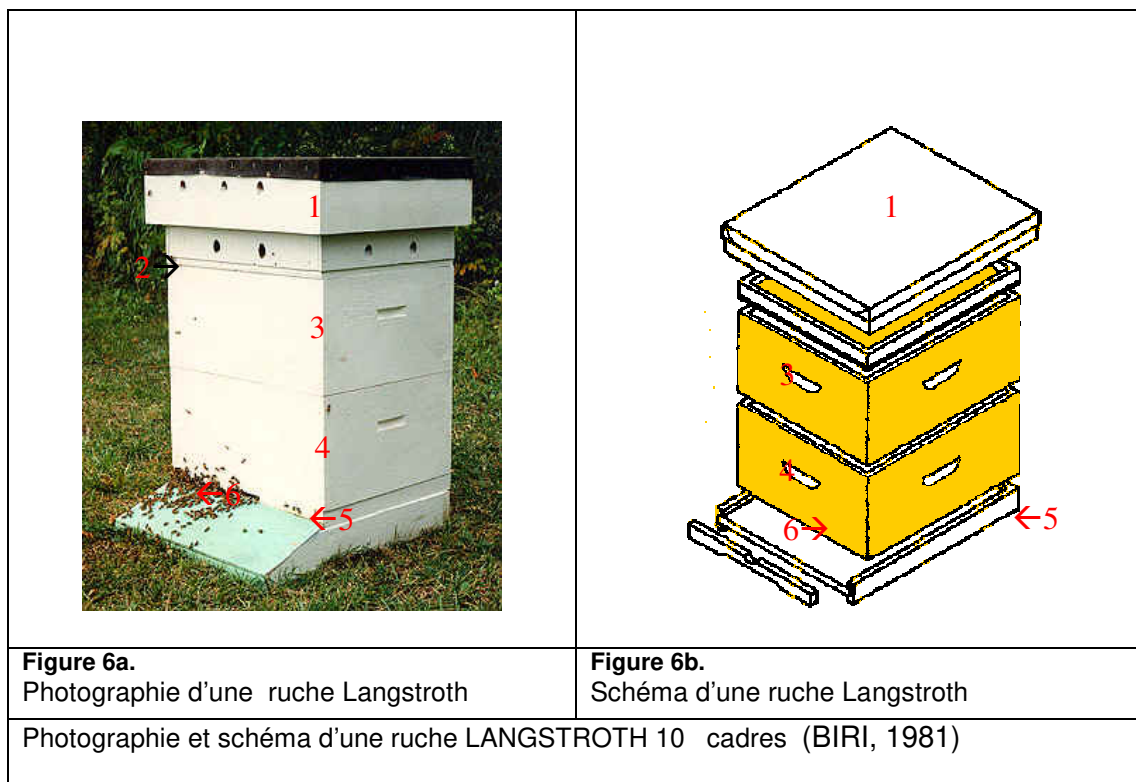 1
2→
3
4
←6
←5
1
3
4
6→
←5
Figure 6a.
Photographie d'une ruche Langstroth
Figure 6b.
Schéma d'une ruche Langstroth
Photographie et schéma d'une ruche LANGSTROTH 10 cadres (BIRI, 1981)